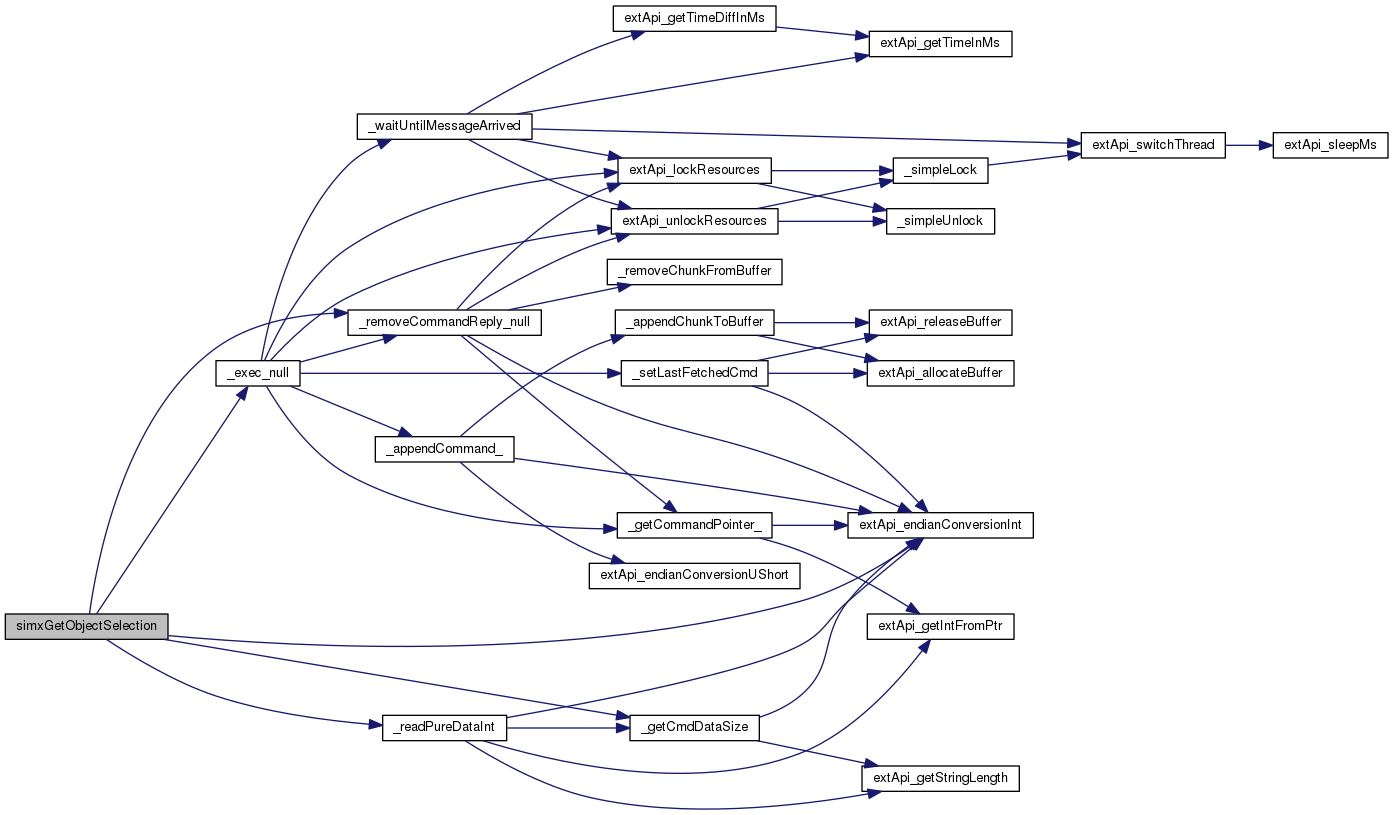 extApi_getTimeDiffInMs
extApi_getTimeInMs
_waitUntilMessageArrived
extApi_switchThread
extApi_sleepMs
extApi_lockResources
_simpleLock
extApi_unlockResources
_simpleUnlock
_removeChunkFromBuffer
_removeCommandReply_null
_appendChunkToBuffer
extApi_releaseBuffer
_exec_null
_setLastFetchedCmd
extApi_allocateBuffer
_appendCommand_
_getCommandPointer_
extApi_endianConversionInt
extApi_endianConversionUShort
simxGetObjectSelection
extApi_getIntFromPtr
_readPureDataInt
_getCmdDataSize
extApi_getStringLength